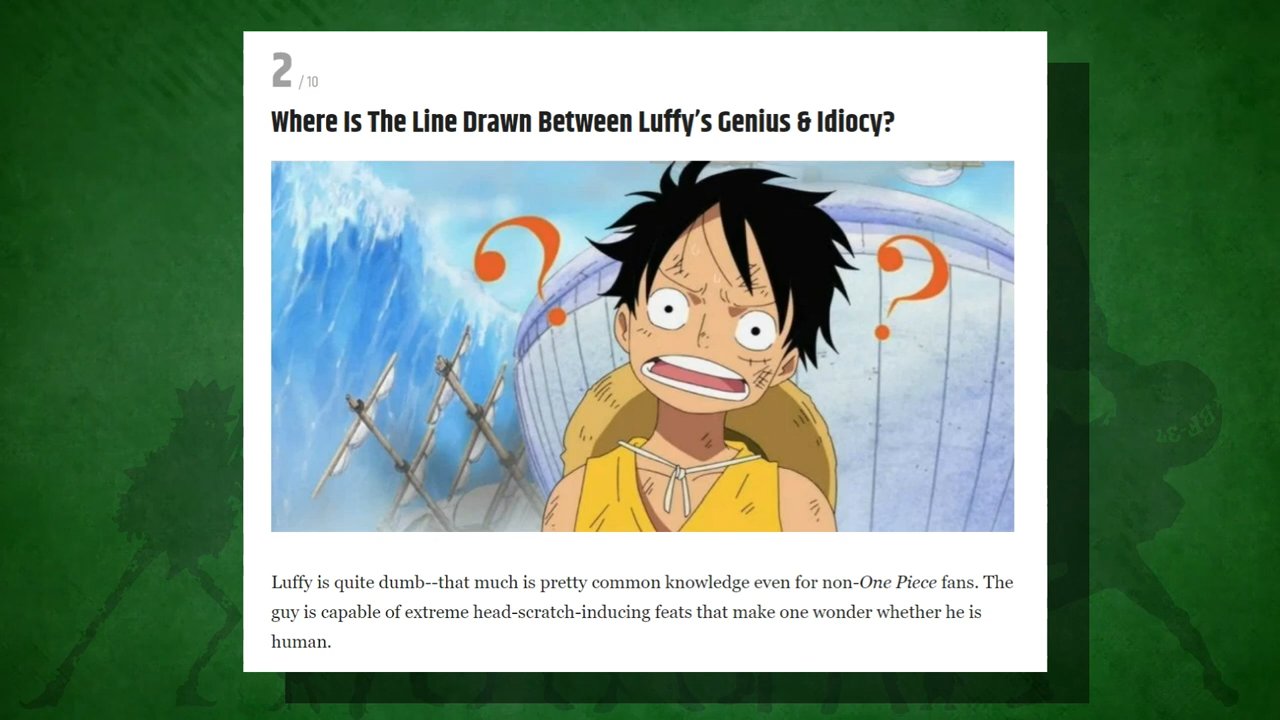 2 / 10
Where Is The Line Drawn Between Luffy's Genius & Idiocy?
? ?
Luffy is quite dumb--that much is pretty common knowledge even for non-One Piece fans. The
guy is capable of extreme head-scratch-inducing feats that make one wonder whether he is
human.